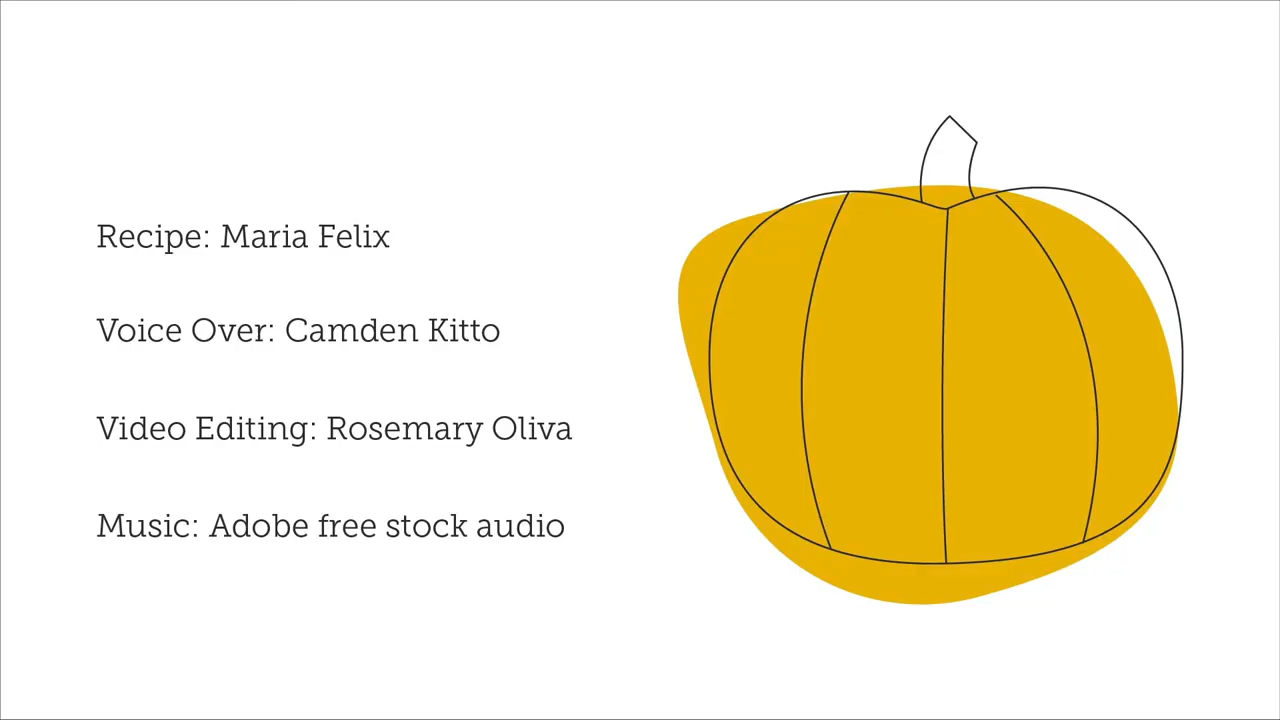 Recipe: Maria Felix
Voice Over: Camden Kitto
Video Editing: Rosemary Oliva
Music: Adobe free stock audio